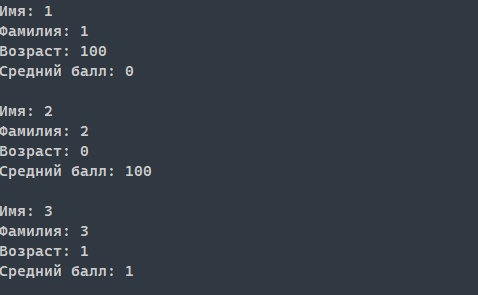 Имя: 1
Фамилия: 1
Возраст: 100
Средний балл: 0
Имя: 2
Фамилия: 2
Возраст: 0
Средний балл: 100
Имя: 3
Фамилия: 3
Возраст: 1
Средний балл: 1